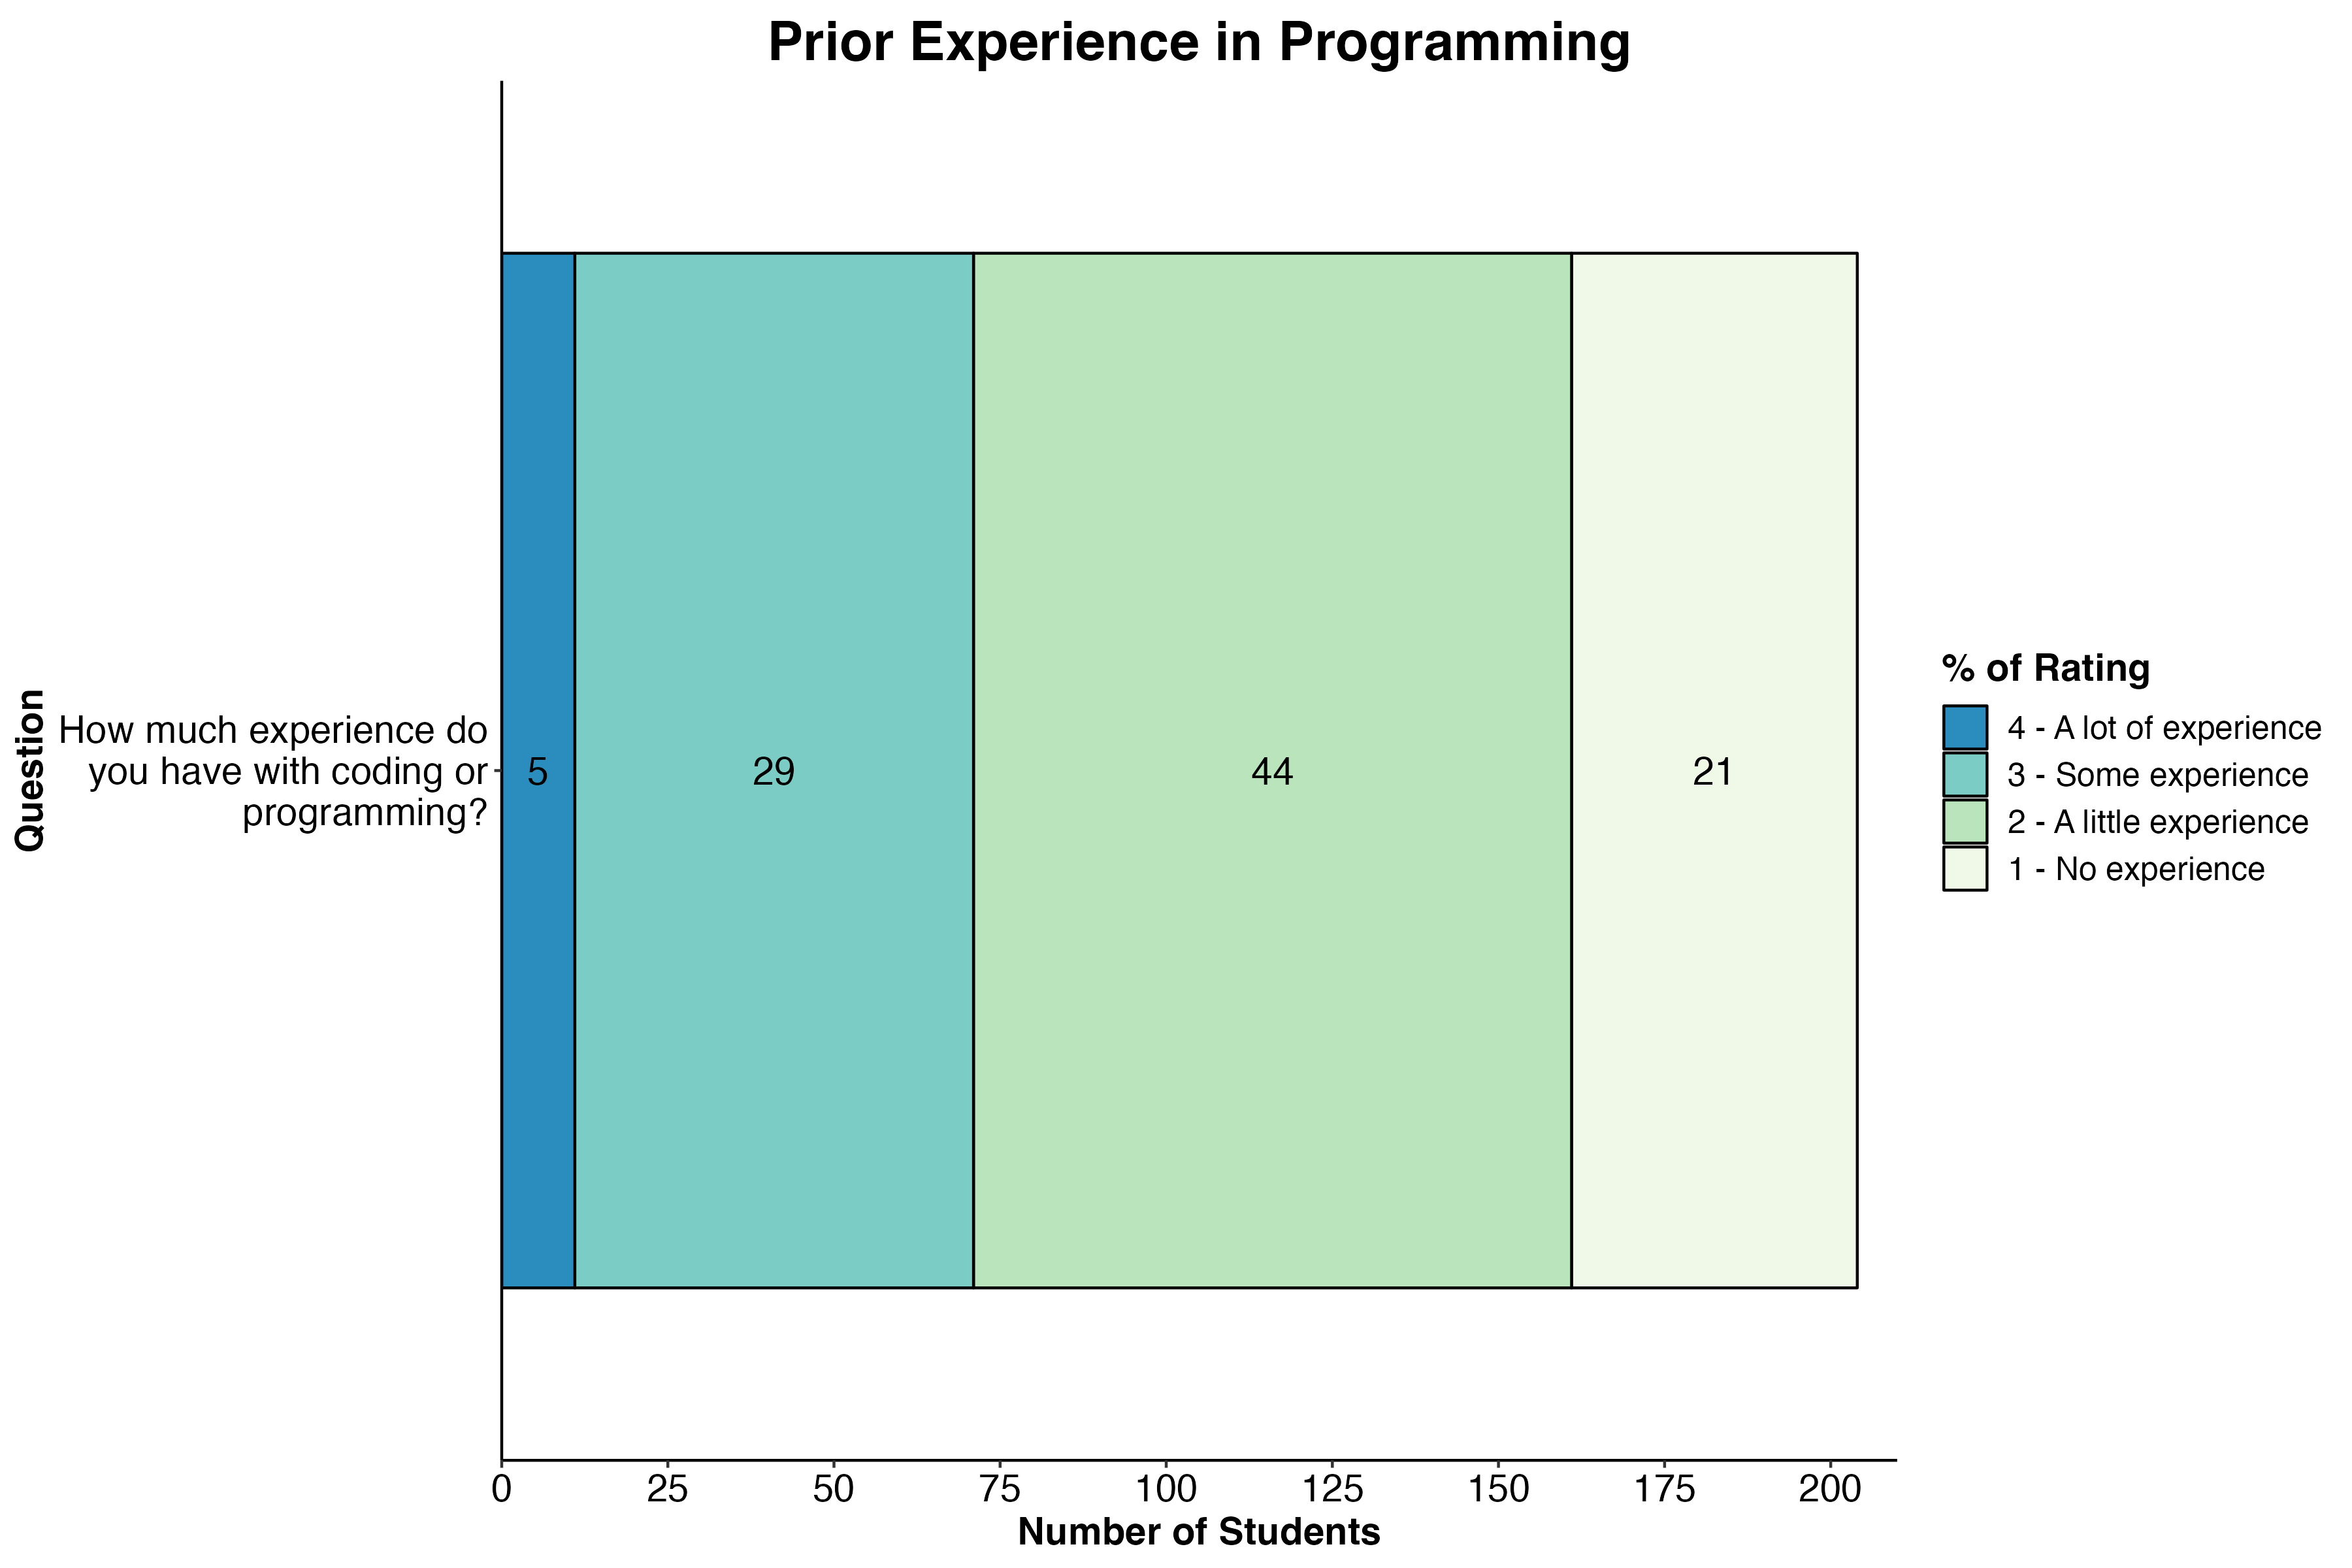 Prior Experience in Programming
Question
How much experience do
you have with coding or
programming?
5
29
44
21
% of Rating
4 - A lot of experience
3 - Some experience
2 - A little experience
1 - No experience
0 25 50 75 100 125 150 175 200
Number of Students